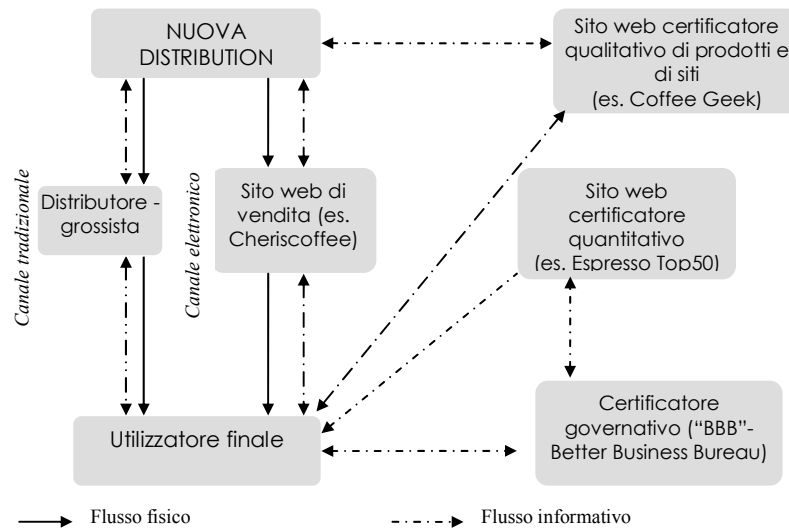 NUOVA
DISTRIBUTION
Sito web certificatore
qualitativo di prodotti e
di siti
(es. Coffee Geek)
Canale tradizionale
Distributore -
grossista
Canale elettronico
Sito web di
vendita (es.
Cheriscoffee)
Sito web
certificatore
quantitativo
(es. Espresso Top50)
Utilizzatore finale
Certificatore
governativo (“BBB”-
Better Business Bureau)
Flusso fisico
Flusso informativo